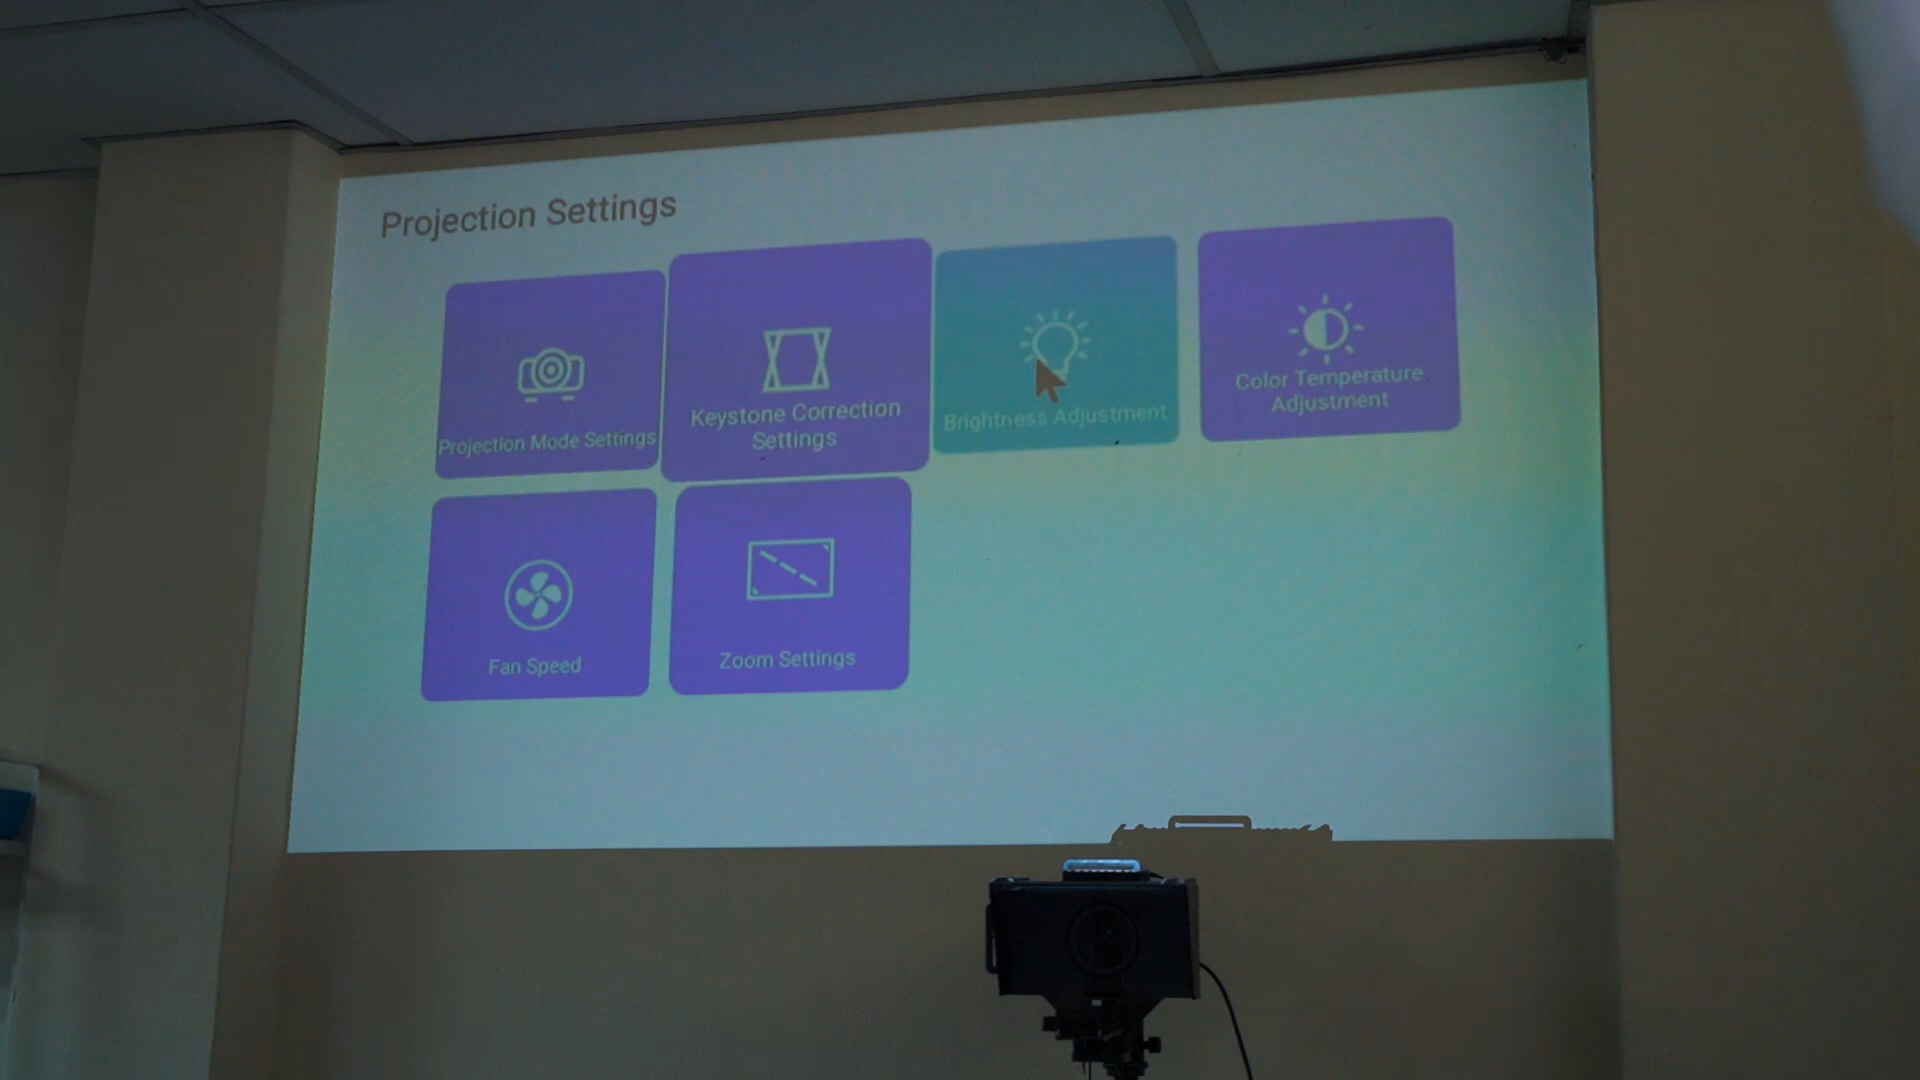 Projection Settings
Projection Mode Settings
Keystone Correction
Settings
Brightness Adjustment
Color Temperature
Adjustment
Fan Speed
Zoom Settings